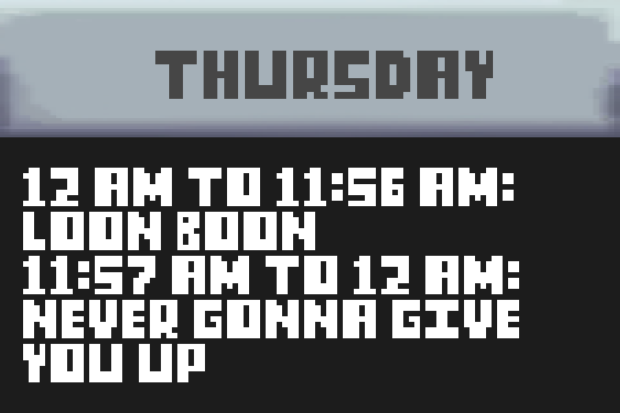 THURSDAY
12 AM TO 11:56 AM:
LOON BOON
11:57 AM TO 12 AM:
NEVER GONNA GIVE
YOU UP